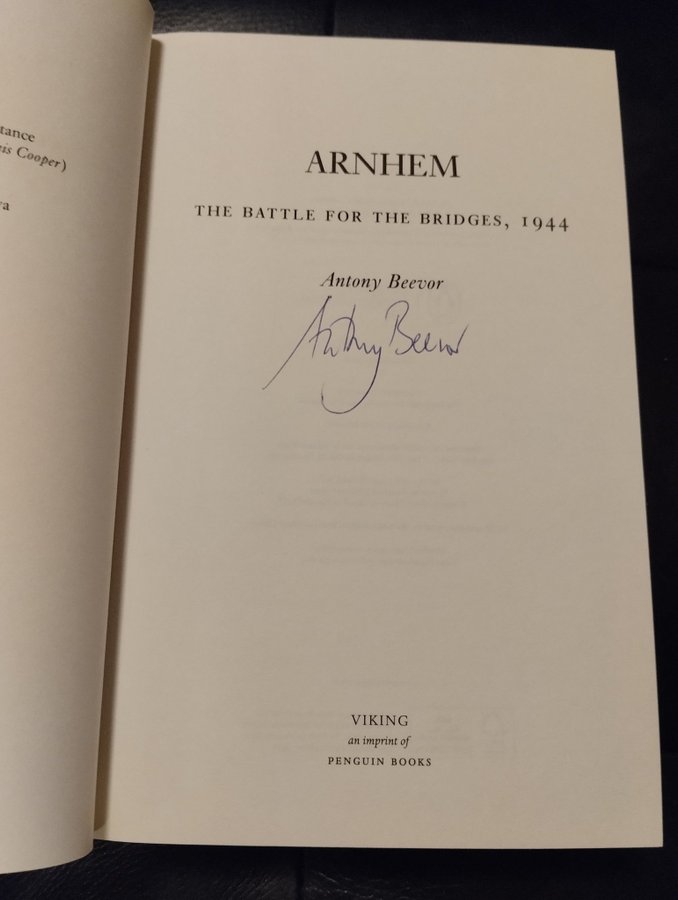 tance
is Cooper)
a
ARNHEM
THE BATTLE FOR THE BRIDGES, 1944
Antony Beevor
Antony Beevor
VIKING
an imprint of
PENGUIN BOOKS